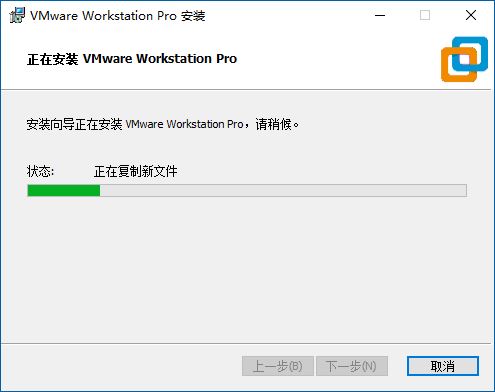 VMware Workstation Pro 安装
正在安装 VMware Workstation Pro
安装向导正在安装 VMware Workstation Pro，请稍候。
状态: 正在复制新文件
上一步(B) 下一步(N) 取消